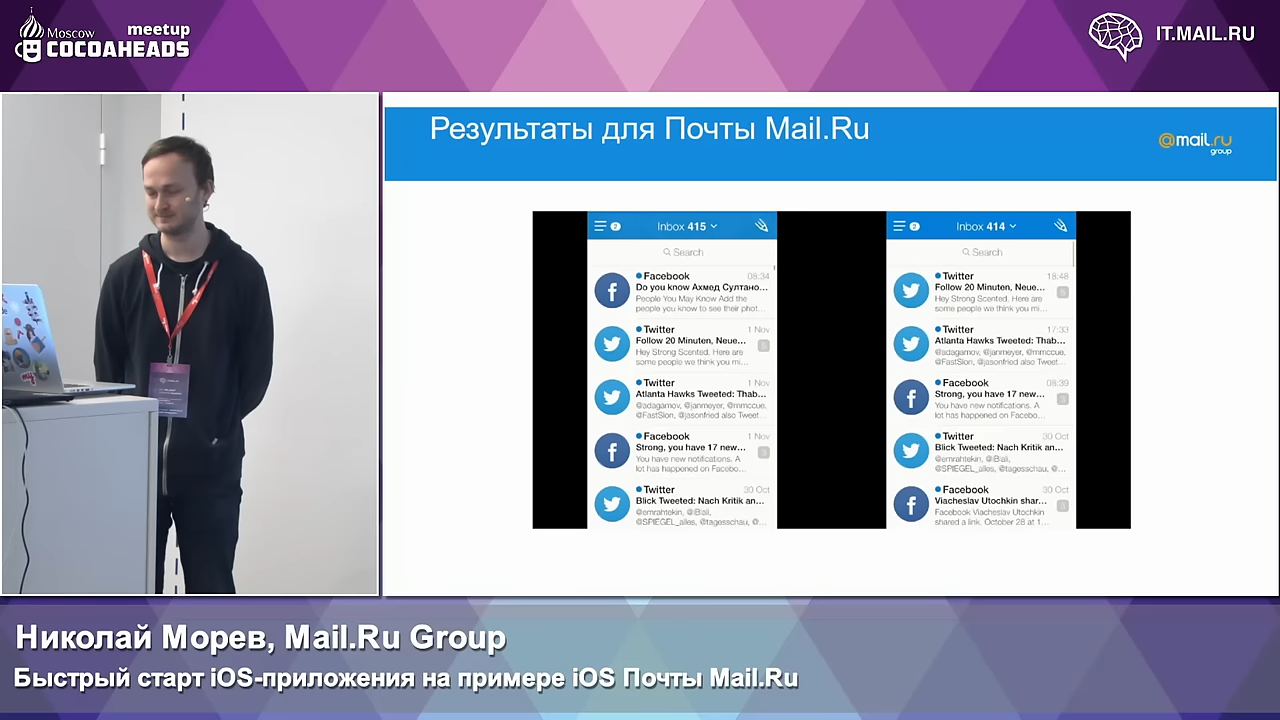 Moscow meetup
COCOAHEADS
IT.MAIL.RU
Результаты для Почты Mail.Ru
@mail.ru
group
2 Inbox 415
Search
Facebook 08:34
Do you know Ахмед Султано...
People You May Know Add the
people you know to see their phot...
Twitter 1 Nov
Follow 20 Minuten, Neue...
Hey Strong Scented. Here are
some people we think you mi...
Twitter 1 Nov
Atlanta Hawks Tweeted: Thab...
@adagamov, @janmeyer, @mmccue,
@FastSlon, @jasonfried also Tweet...
Facebook 1 Nov
Strong, you have 17 new...
You have new notifications. A
lot has happened on Facebo...
Twitter 30 Oct
Blick Tweeted: Nach Kritik an...
@emrahtekin, @iBlali,
@SPIEGEL_alles, @tagesschau, @...
2 Inbox 414
Search
Twitter 18:48
Follow 20 Minuten, Neue...
Hey Strong Scented. Here are
some people we think you mi...
Twitter 17:33
Atlanta Hawks Tweeted: Thab...
@adagamov, @janmeyer, @mmccue,
@FastSlon, @jasonfried also Tweet...
Facebook 08:39
Strong, you have 17 new...
You have new notifications. A
lot has happened on Facebo...
Twitter 30 Oct
Blick Tweeted: Nach Kritik an...
@emrahtekin, @iBlali,
@SPIEGEL_alles, @tagesschau, @...
Facebook 30 Oct
Viacheslav Utochkin shar...
Facebook Viacheslav Utochkin
shared a link. October 28 at 1...
Николай Морев, Mail.Ru Group
Быстрый старт iOS-приложения на примере iOS Почты Mail.Ru